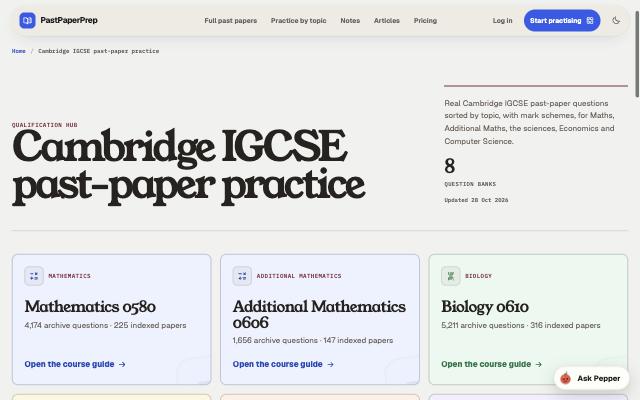 PastPaperPrep
Full past papers
Practice by topic
Notes
Articles
Pricing
Log in
Start practising
Home / Cambridge IGCSE past-paper practice
QUALIFICATION HUB
Cambridge IGCSE
past-paper practice
Real Cambridge IGCSE past-paper questions
sorted by topic, with mark schemes, for Maths,
Additional Maths, the sciences, Economics and
Computer Science.
8
QUESTION BANKS
Updated 28 Oct 2026
MATHEMATICS
Mathematics 0580
4,174 archive questions · 225 indexed papers
Open the course guide →
ADDITIONAL MATHEMATICS
Additional Mathematics
0606
1,656 archive questions · 147 indexed papers
Open the course guide →
BIOLOGY
Biology 0610
5,211 archive questions · 316 indexed papers
Open the course guide →
Ask Pepper